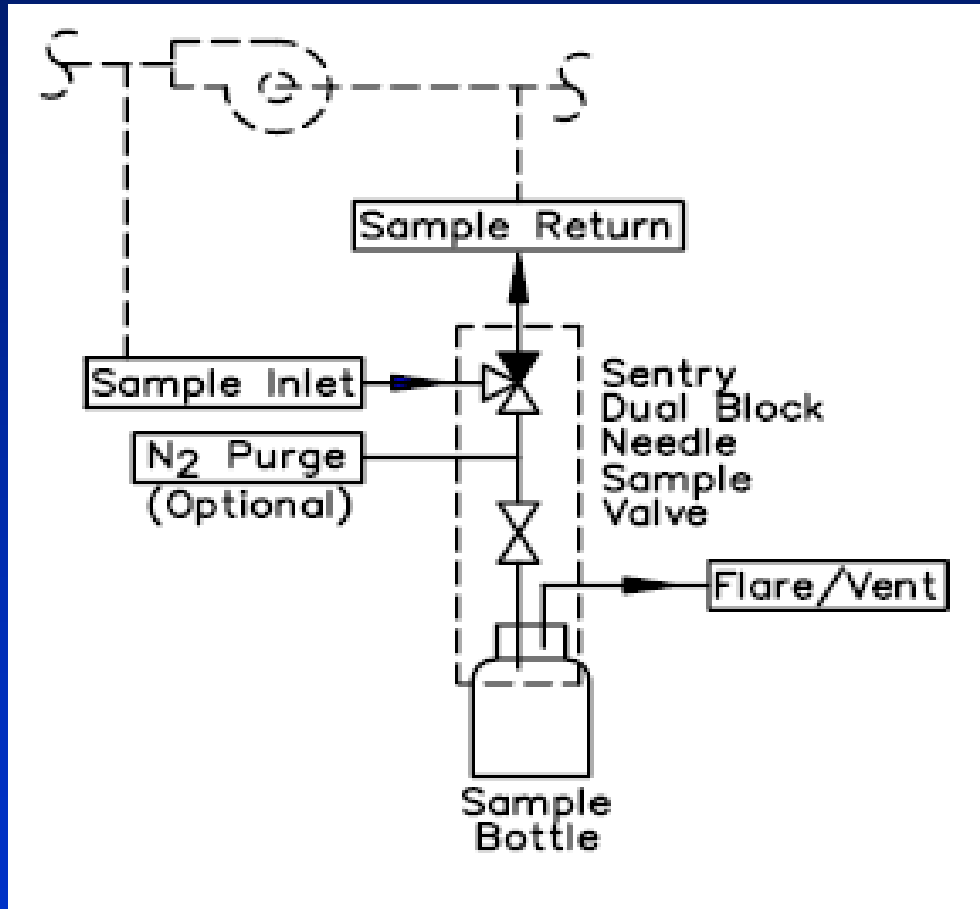 Sample Return
Sample Inlet
N₂ Purge
(Optional)
Sentry
Dual Block
Needle
Sample
Valve
Flare/Vent
Sample
Bottle